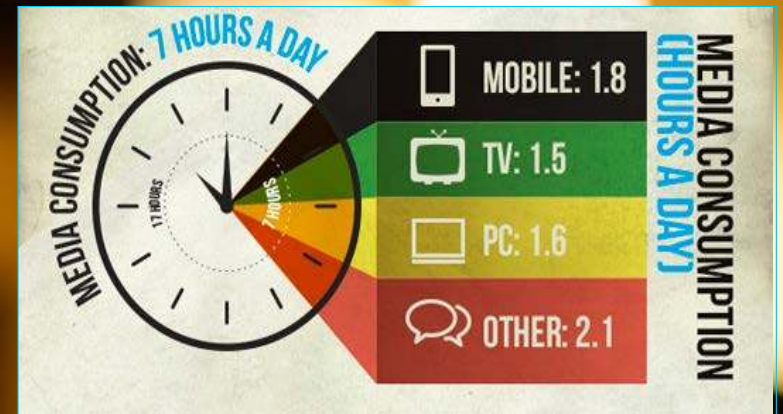 MEDIA CONSUMPTION: 7 HOURS A DAY
17 HOURS
7 HOURS
MOBILE: 1.8
TV: 1.5
PC: 1.6
OTHER: 2.1
MEDIA CONSUMPTION
(HOURS A DAY)